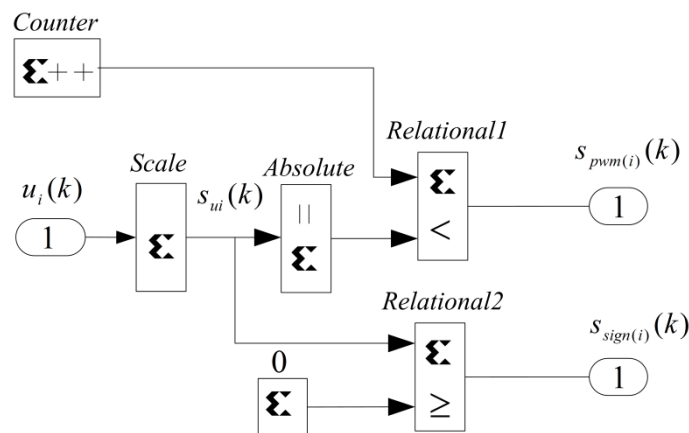 Counter
Σ++
Relational1
s_pwm(i)(k)
Scale
Absolute
u_i(k)
s_ui(k)
||
Σ
1
Σ
Σ
<
1
Relational2
s_sign(i)(k)
0
Σ
Σ
≥
1